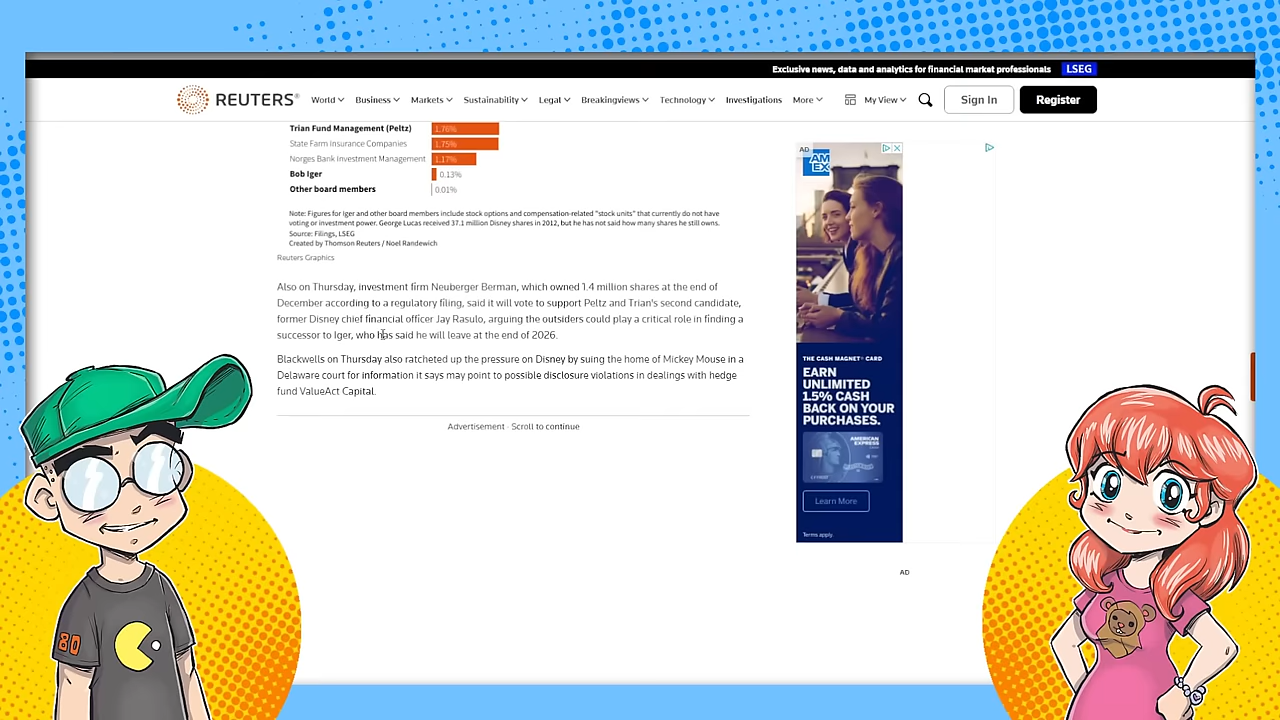 Exclusive news, data and analytics for financial market professionals LSEG
REUTERS® World Business Markets Sustainability Legal Breakingviews Technology Investigations More My View Sign In Register
Trian Fund Management (Peltz) 1.76%
State Farm Insurance Companies 1.75%
Norges Bank Investment Management 1.17%
Bob Iger 0.13%
Other board members 0.01%
Note: Figures for Iger and other board members include stock options and compensation-related "stock units" that currently do not have
voting or investment power. George Lucas received 37.1 million Disney shares in 2012, but he has not said how many shares he still owns.
Source: Filings, LSEG
Created by Thomson Reuters / Noel Randewich
Reuters Graphics
Also on Thursday, investment firm Neuberger Berman, which owned 1.4 million shares at the end of
December according to a regulatory filing, said it will vote to support Peltz and Trian's second candidate,
former Disney chief financial officer Jay Rasulo, arguing the outsiders could play a critical role in finding a
successor to Iger, who has said he will leave at the end of 2026.
Blackwells on Thursday also ratcheted up the pressure on Disney by suing the home of Mickey Mouse in a
Delaware court for information it says may point to possible disclosure violations in dealings with hedge
fund ValueAct Capital.
Advertisement · Scroll to continue
AD
AM
EX
THE CASH MAGNET® CARD
EARN
UNLIMITED
1.5% CASH
BACK ON YOUR
PURCHASES.
AMERICAN
EXPRESS
Learn More
Terms apply.
AD
80